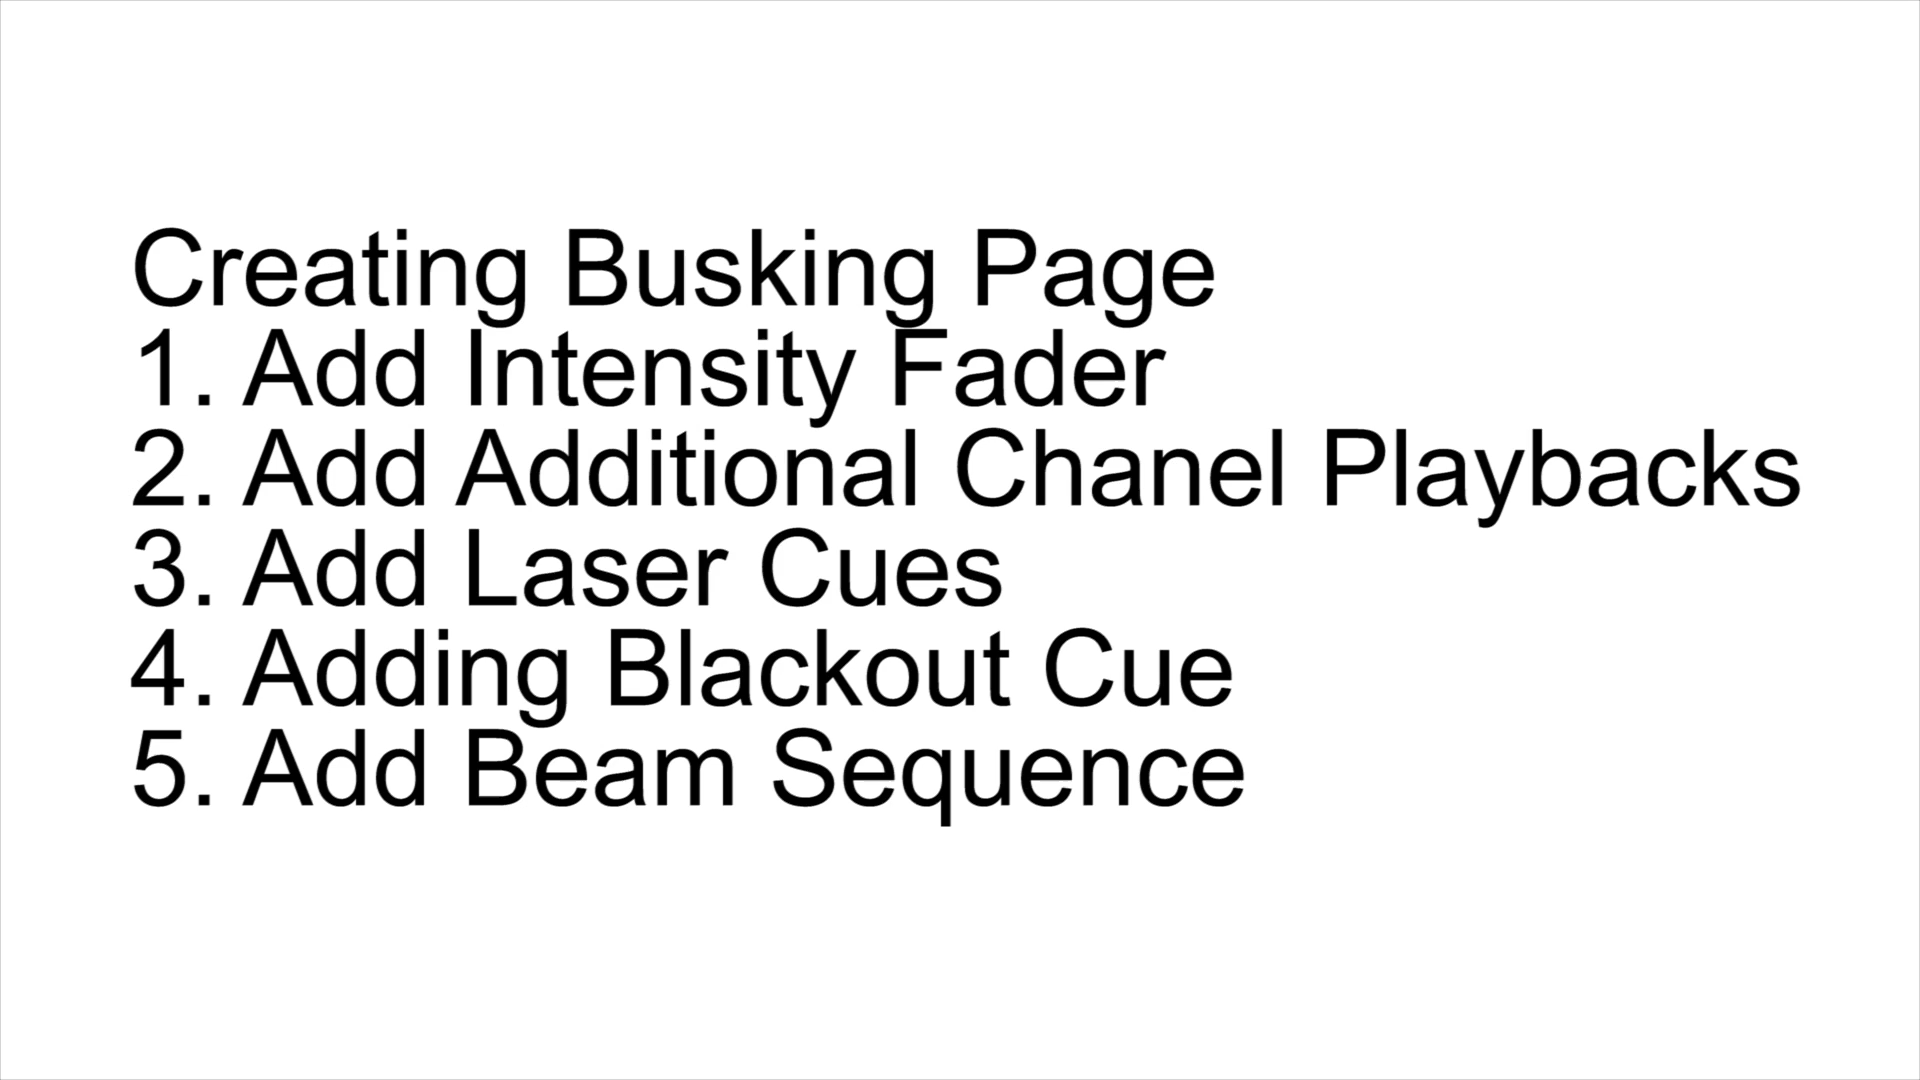 Creating Busking Page
1. Add Intensity Fader
2. Add Additional Chanel Playbacks
3. Add Laser Cues
4. Adding Blackout Cue
5. Add Beam Sequence